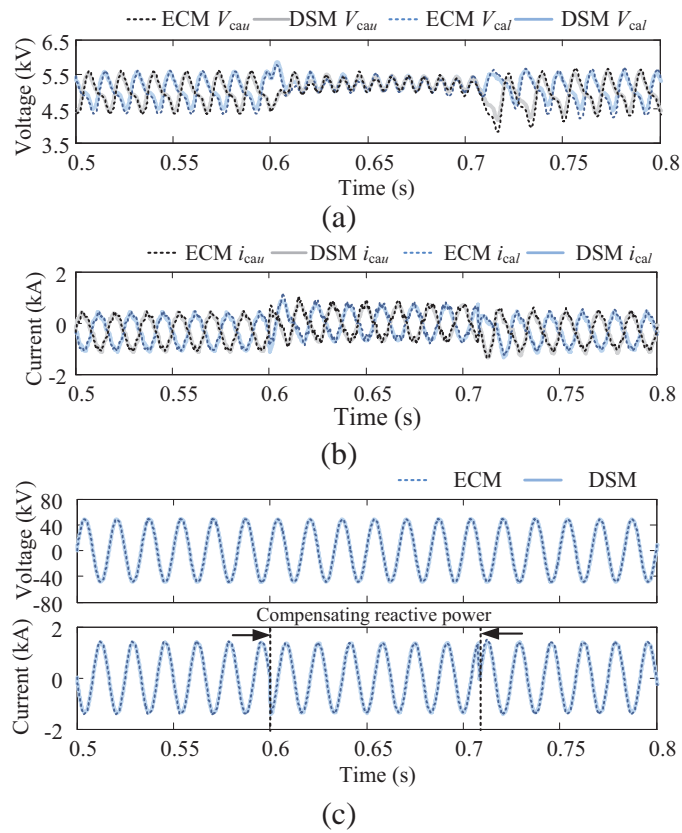 ECM Vcau DSM Vcau ECM Vcal DSM Vcal
Voltage (kV)
6.5
5.5
4.5
3.5
0.5 0.55 0.6 0.65 0.7 0.75 0.8
Time (s)
(a)
ECM icau DSM icau ECM ical DSM ical
Current (kA)
2
0
-2
0.5 0.55 0.6 0.65 0.7 0.75 0.8
Time (s)
(b)
ECM DSM
Voltage (kV)
80
40
0
-40
-80
Compensating reactive power
Current (kA)
2
0
-2
0.5 0.55 0.6 0.65 0.7 0.75 0.8
Time (s)
(c)